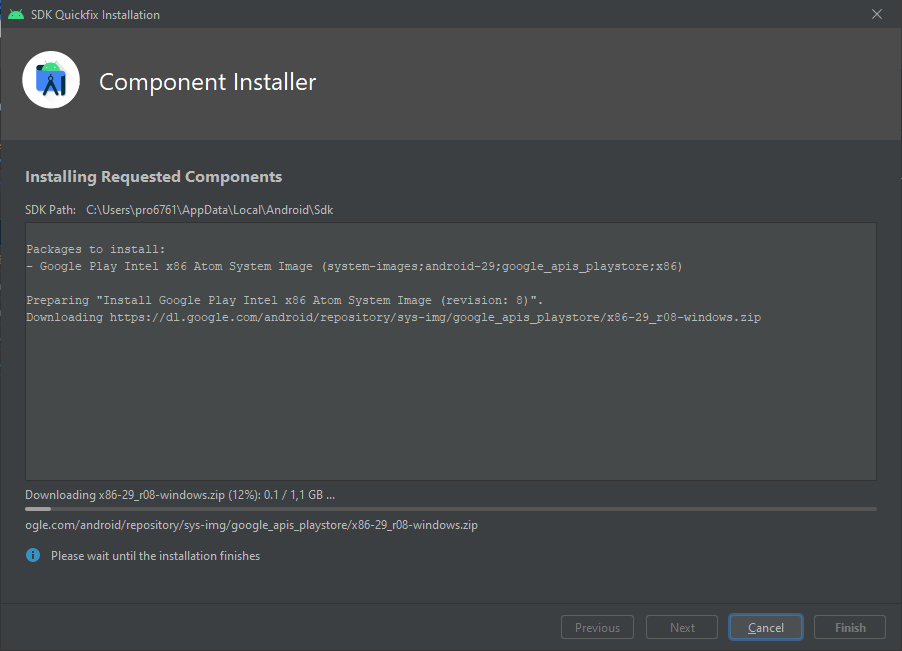 SDK Quickfix Installation
Component Installer
Installing Requested Components
SDK Path: C:\Users\pro6761\AppData\Local\Android\Sdk
Packages to install:
- Google Play Intel x86 Atom System Image (system-images;android-29;google_apis_playstore;x86)
Preparing "Install Google Play Intel x86 Atom System Image (revision: 8)".
Downloading https://dl.google.com/android/repository/sys-img/google_apis_playstore/x86-29_r08-windows.zip
Downloading x86-29_r08-windows.zip (12%): 0.1 / 1,1 GB ...
ogle.com/android/repository/sys-img/google_apis_playstore/x86-29_r08-windows.zip
Please wait until the installation finishes
Previous Next Cancel Finish